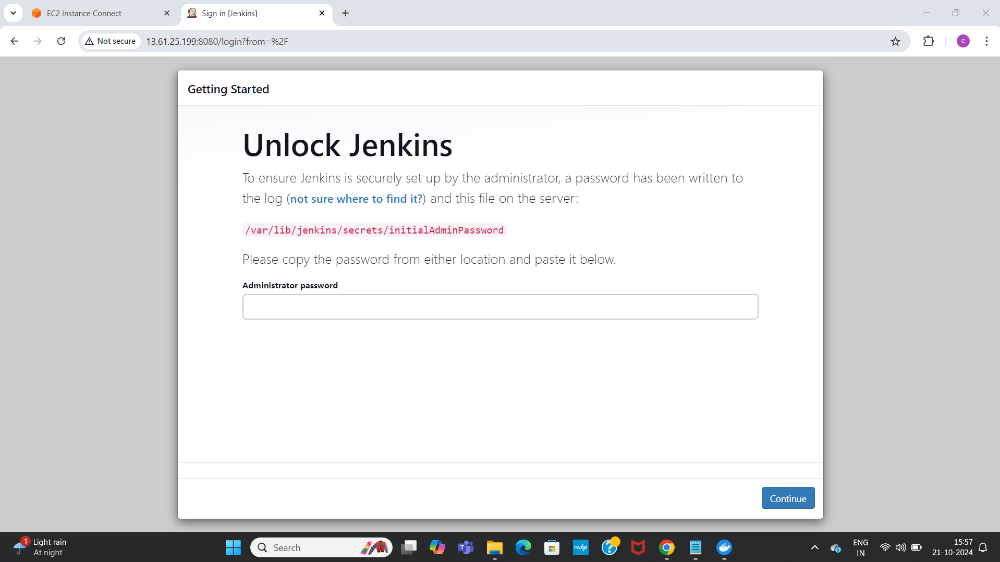 EC2 Instance Connect
Sign in [Jenkins]
Not secure
13.61.25.199:8080/login?from=%2F
C
Getting Started
Unlock Jenkins
To ensure Jenkins is securely set up by the administrator, a password has been written to
the log (not sure where to find it?) and this file on the server:
/var/lib/jenkins/secrets/initialAdminPassword
Please copy the password from either location and paste it below.
Administrator password
Continue
1
Light rain
At night
Search
ENG
IN
15:57
21-10-2024